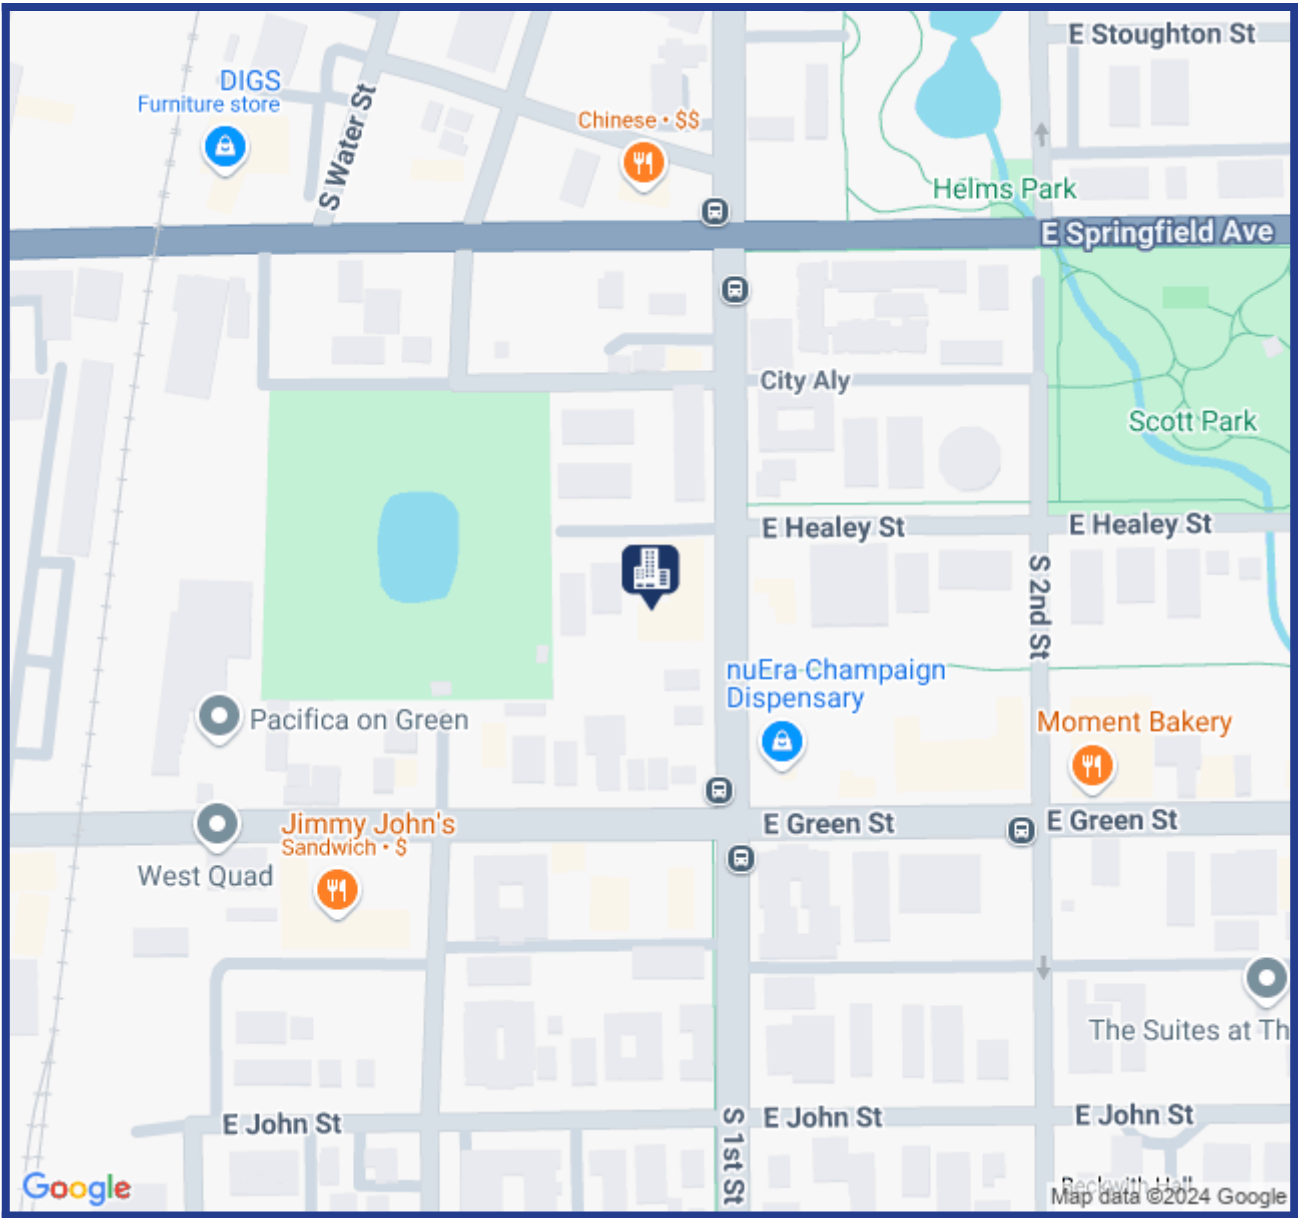 E Stoughton St
DIGS
Furniture store
S Water St
Chinese • $$
Helms Park
E Springfield Ave
City Aly
Scott Park
E Healey St
E Healey St
S 2nd St
nuEra Champaign
Dispensary
Pacifica on Green
Moment Bakery
Jimmy John's
Sandwich • $
E Green St
E Green St
West Quad
The Suites at Th
E John St
S 1st St
E John St
E John St
Beckwith Hall
Google
Map data ©2024 Google